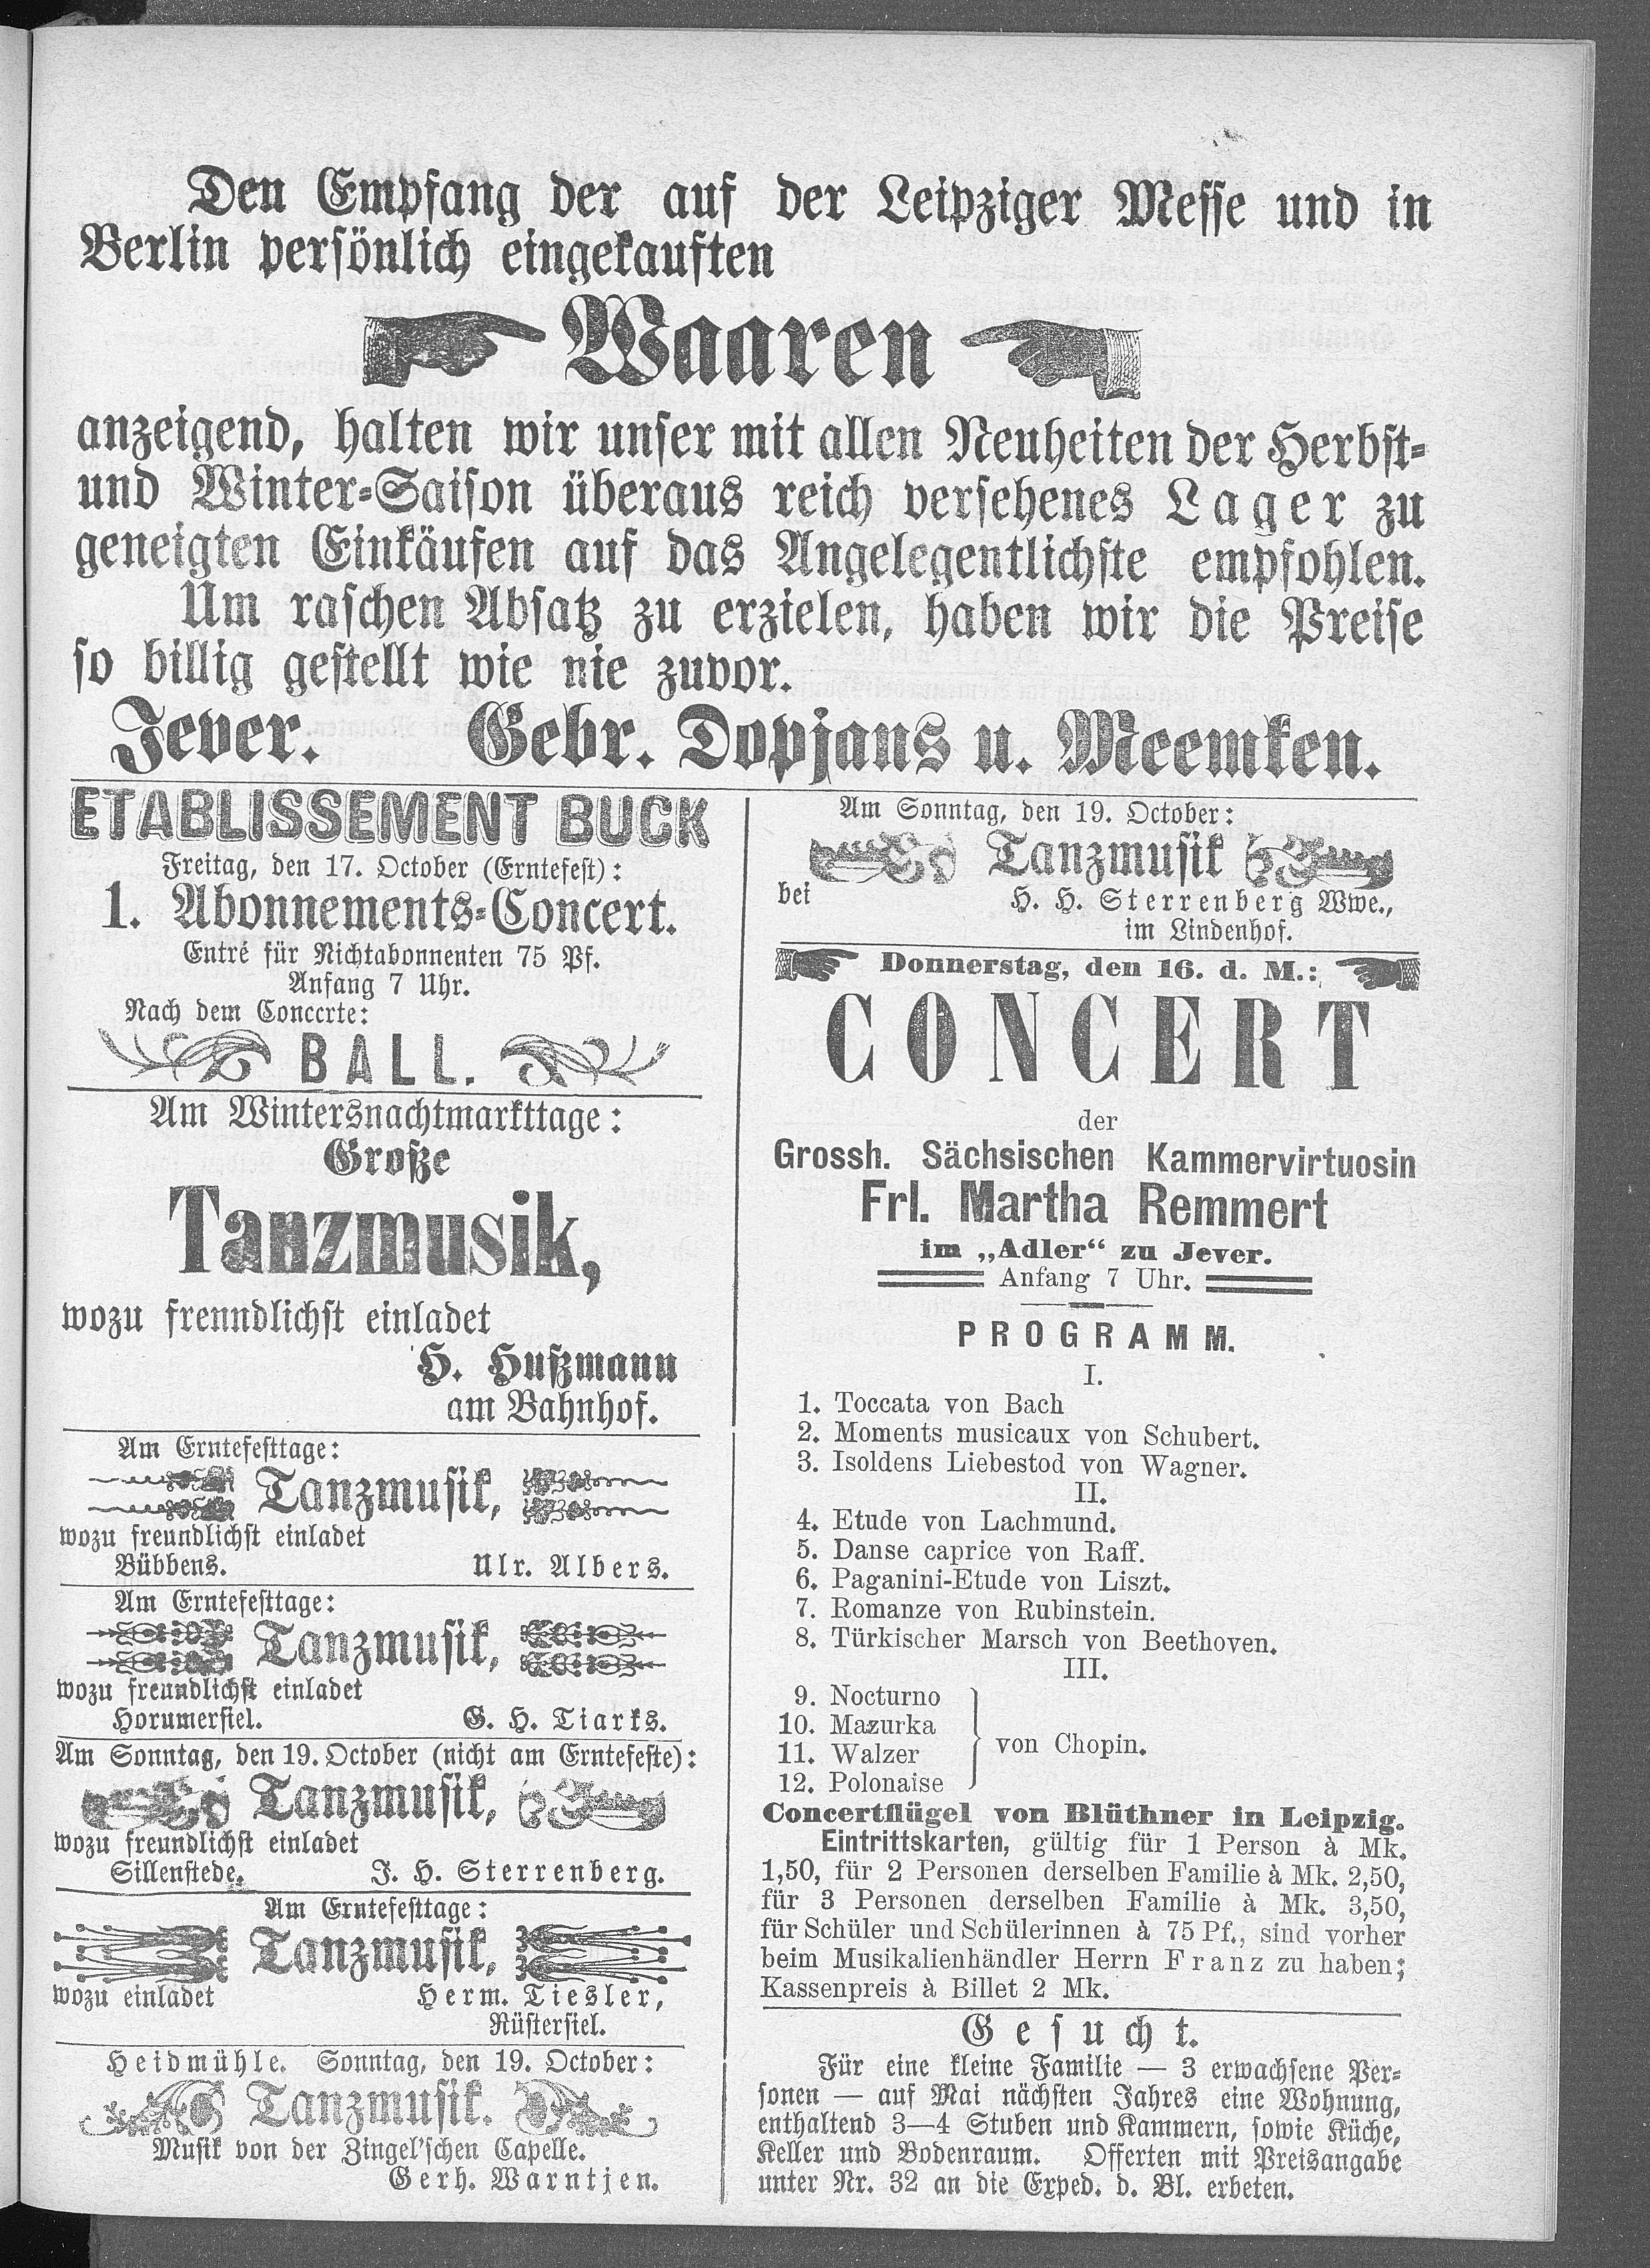 Den Empfang der auf der Leipziger Messe und in
Berlin persönlich eingekauften
Waaren
anzeigend, halten wir unser mit allen Neuheiten der Herbst-
und Winter-Saison überaus reich versehenes Lager zu
geneigten Einkäufen auf das Angelegentlichste empfohlen.
Um raschen Absatz zu erzielen, haben wir die Preise
so billig gestellt wie nie zuvor.
Jever. Gebr. Dopjans u. Meemken.
ETABLISSEMENT BUCK
Freitag, den 17. October (Erntefest):
1. Abonnements-Concert.
Entré für Nichtabonnenten 75 Pf.
Anfang 7 Uhr.
Nach dem Concerte:
BALL.
Am Wintersnachtmarkttage:
Große
Tanzmusik,
wozu frenndlichst einladet
H. Hußmann
am Bahnhof.
Am Erntefesttage:
Tanzmusik,
wozu freundlichst einladet
Bübbens. Ulr. Albers.
Am Erntefesttage:
Tanzmusik,
wozu freundlichst einladet
Horumersiel. G. H. Tiarks.
Am Sonntag, den 19. October (nicht am Erntefeste):
Tanzmusik,
wozu freundlichst einladet
Sillenstede. J. H. Sterrenberg.
Am Erntefesttage:
Tanzmusik,
wozu einladet Herm. Tiesler,
Rüstersiel.
Heidmühle. Sonntag, den 19. October:
Tanzmusik.
Musik von der Zingel'schen Capelle.
Gerh. Warntjen.
Am Sonntag, den 19. October:
Tanzmusik
bei H. H. Sterrenberg Wwe.,
im Lindenhof.
Donnerstag, den 16. d. M.:
CONCERT
der
Grossh. Sächsischen Kammervirtuosin
Frl. Martha Remmert
im „Adler“ zu Jever.
Anfang 7 Uhr.
PROGRAMM.
I.
1. Toccata von Bach
2. Moments musicaux von Schubert.
3. Isoldens Liebestod von Wagner.
II.
4. Etude von Lachmund.
5. Danse caprice von Raff.
6. Paganini-Etude von Liszt.
7. Romanze von Rubinstein.
8. Türkischer Marsch von Beethoven.
III.
9. Nocturno
10. Mazurka
11. Walzer
von Chopin.
12. Polonaise
Concertflügel von Blüthner in Leipzig.
Eintrittskarten, gültig für 1 Person à Mk.
1,50, für 2 Personen derselben Familie à Mk. 2,50,
für 3 Personen derselben Familie à Mk. 3,50,
für Schüler und Schülerinnen à 75 Pf., sind vorher
beim Musikalienhändler Herrn Franz zu haben;
Kassenpreis à Billet 2 Mk.
Gesucht.
Für eine kleine Familie — 3 erwachsene Per-
sonen — auf Mai nächsten Jahres eine Wohnung,
enthaltend 3—4 Stuben und Kammern, sowie Küche,
Keller und Bodenraum. Offerten mit Preisangabe
unter Nr. 32 an die Exped. d. Bl. erbeten.